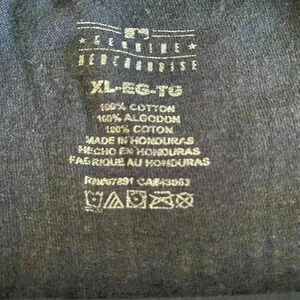 GENUINE
MERCHANDISE
XL-EG-TG
100% COTTON
100% ALGODON
100% COTON
MADE IN HONDURAS
HECHO EN HONDURAS
FABRIQUE AU HONDURAS